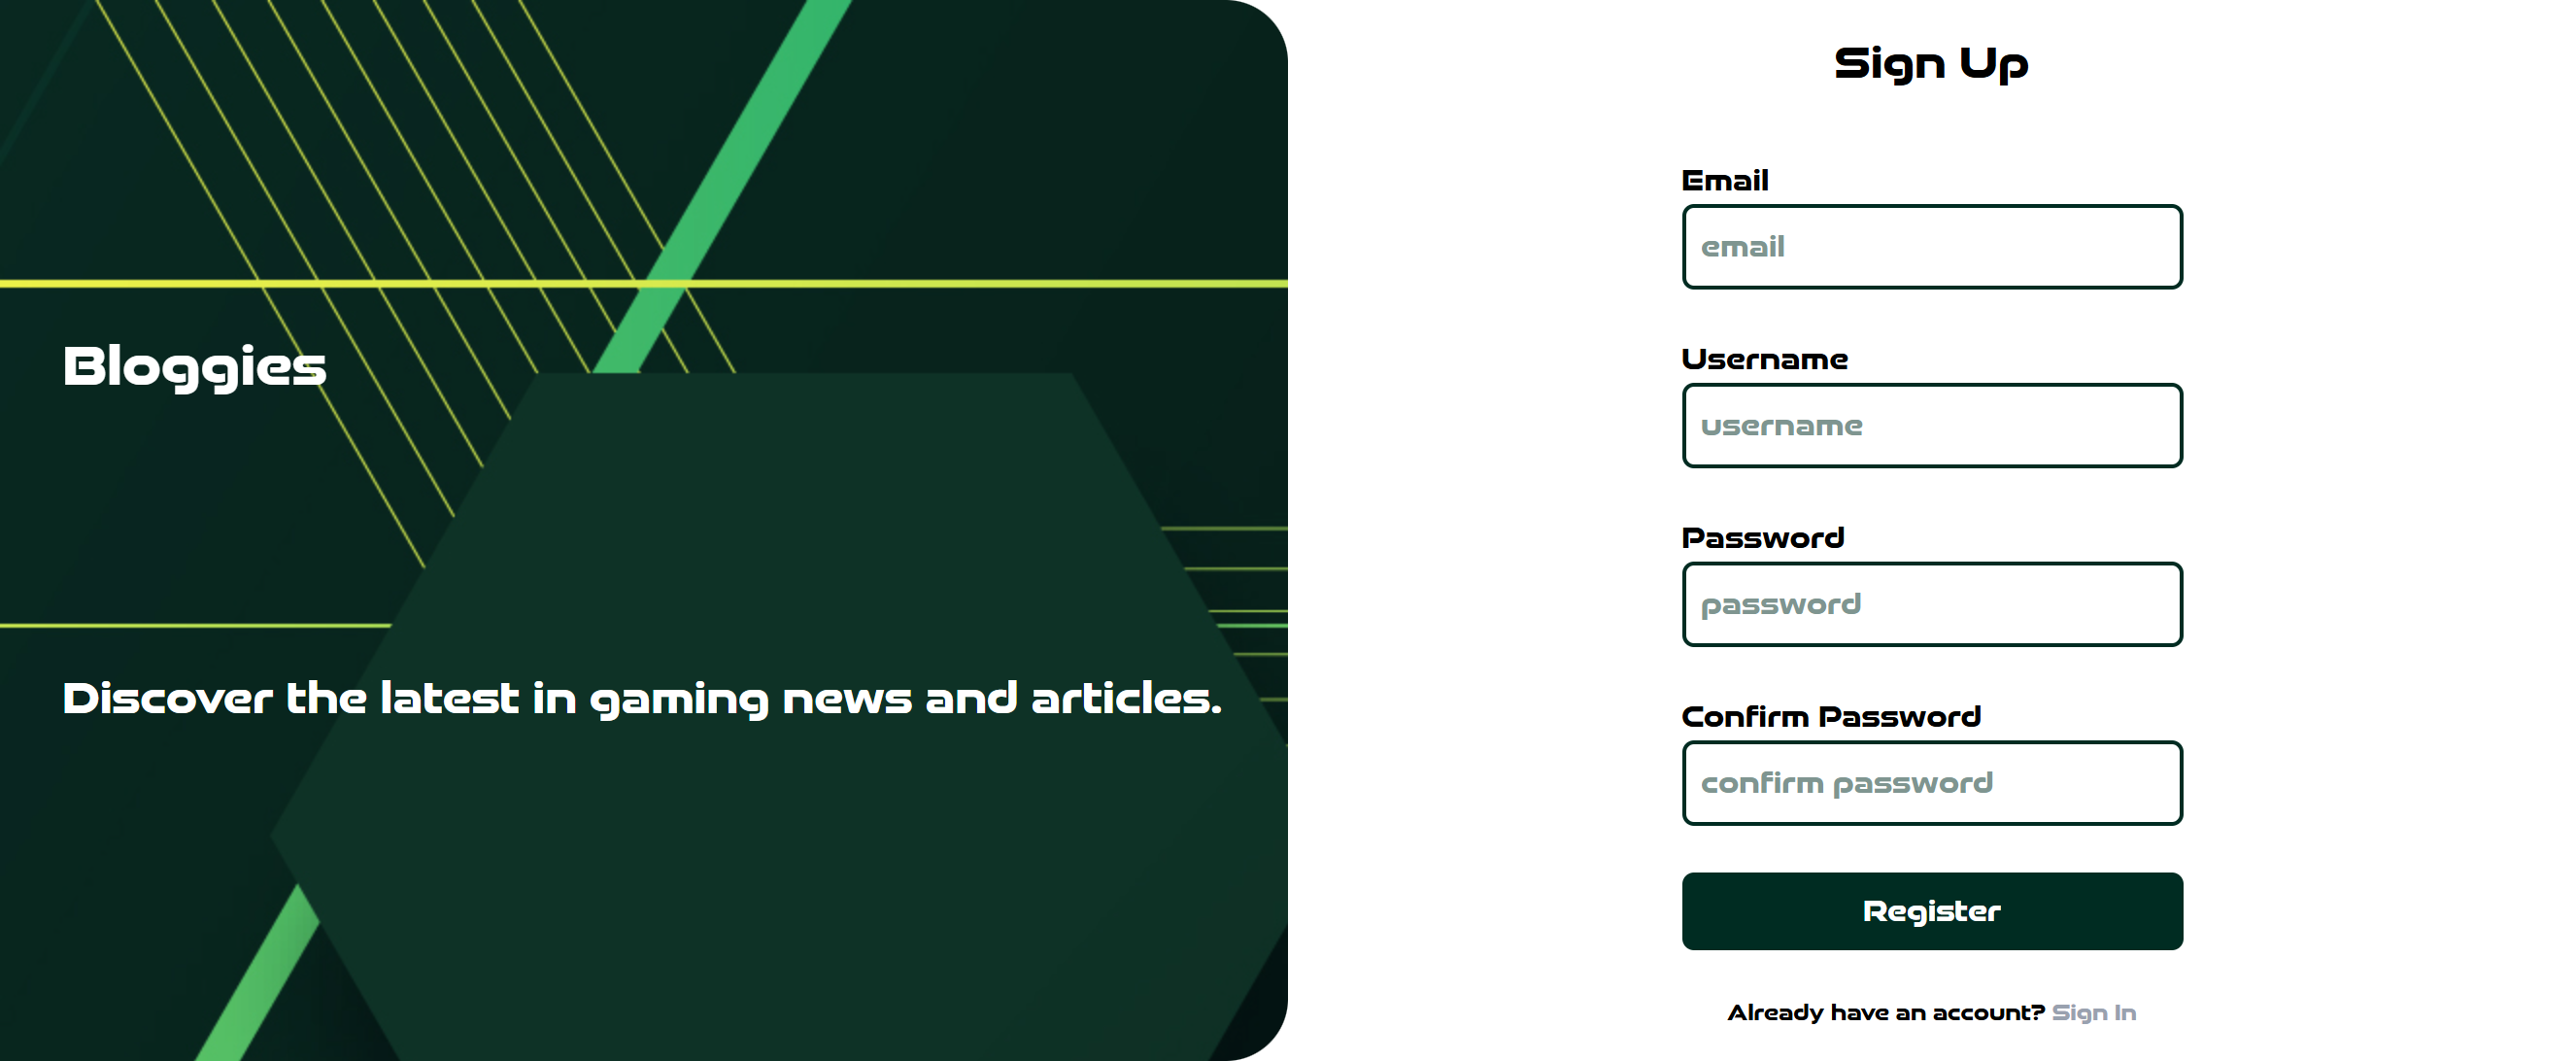 Bloggies
Discover the latest in gaming news and articles.
Sign Up
Email
email
Username
username
Password
password
Confirm Password
confirm password
Register
Already have an account? Sign In